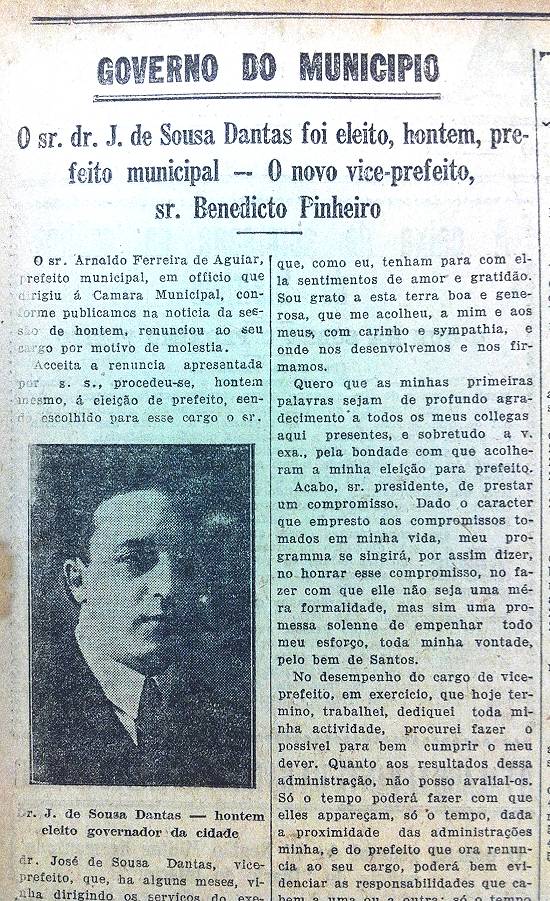 GOVERNO DO MUNICIPIO
O sr. dr. J. de Sousa Dantas foi eleito, hontem, pre-
feito municipal — O novo vice-prefeito,
sr. Benedicto Pinheiro
O sr. Arnaldo Ferreira de Aguiar,
prefeito municipal, em officio que
dirigiu á Camara Municipal, con-
forme publicamos na noticia da ses-
são de hontem, renunciou ao seu
cargo por motivo de molestia.
Acceita a renuncia apresentada
por s. s., procedeu-se, hontem
mesmo, á eleição de prefeito, sen-
do escolhido para esse cargo o sr.
Dr. J. de Sousa Dantas — hontem
eleito governador da cidade
dr. José de Sousa Dantas, vice-
prefeito, que, ha alguns meses, vi-
nha dirigindo os serviços do exe-
que, como eu, tenham para com el-
la sentimentos de amor e gratidão.
Sou grato a esta terra boa e gene-
rosa, que me acolheu, a mim e aos
meus, com carinho e sympathia, e
onde nos desenvolvemos e nos fir-
mamos.
Quero que as minhas primeiras
palavras sejam de profundo agra-
decimento a todos os meus collegas
aqui presentes, e sobretudo a v.
exa., pela bondade com que acolhe-
ram a minha eleição para prefeito.
Acabo, sr. presidente, de prestar
um compromisso. Dado o caracter
que empresto aos compromissos to-
mados em minha vida, meu pro-
gramma se singirá, por assim dizer,
no honrar esse compromisso, no fa-
zer com que elle não seja uma mé-
ra formalidade, mas sim uma pro-
messa solenne de empenhar todo
meu esforço, toda minha vontade,
pelo bem de Santos.
No desempenho do cargo de vice-
prefeito, em exercicio, que hoje ter-
mino, trabalhei, dediquei toda mi-
nha actividade, procurei fazer o
possivel para bem cumprir o meu
dever. Quanto aos resultados dessa
administração, não posso avalial-os.
Só o tempo poderá fazer com que
elles appareçam, só o tempo, dada
a proximidade das administrações
minha, e do prefeito que ora renun-
cia ao seu cargo, poderá bem evi-
denciar as responsabilidades que ca-
bem a uma ou a outra; só o tempo